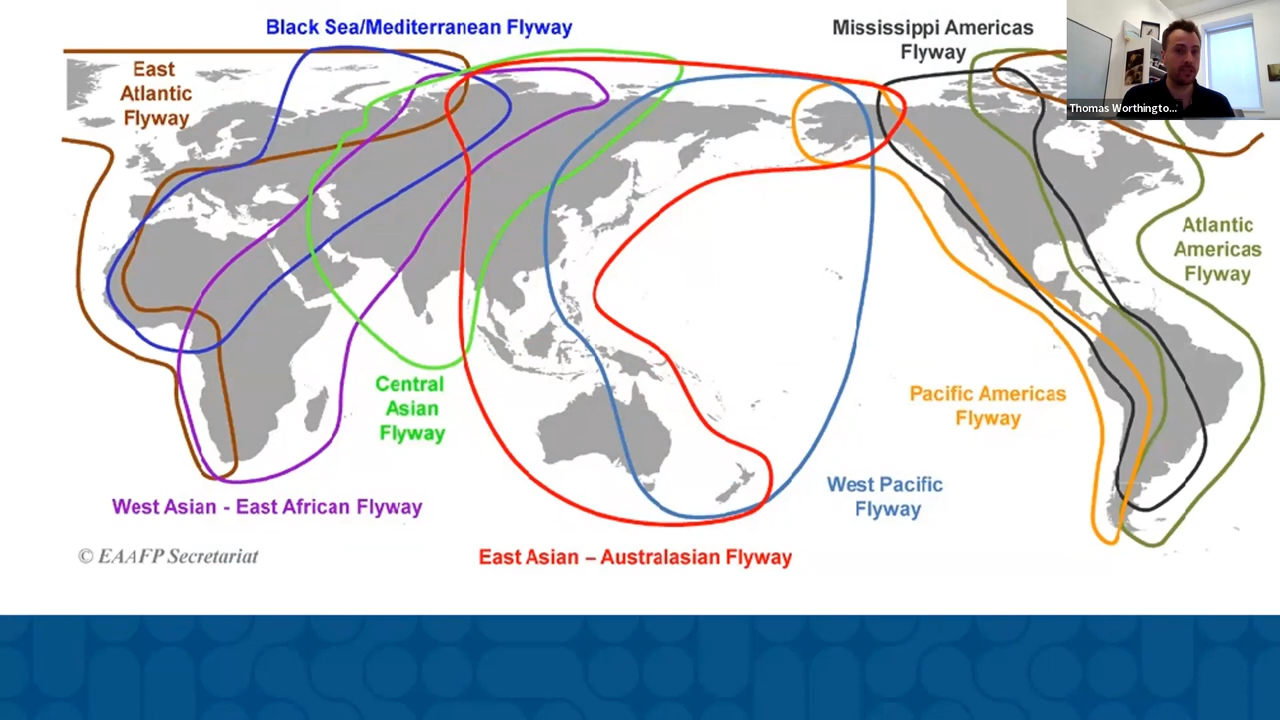 Black Sea/Mediterranean Flyway
Mississippi Americas
Flyway
East
Atlantic
Flyway
Thomas Worthingto...
Atlantic
Americas
Flyway
Central
Asian
Flyway
Pacific Americas
Flyway
West Pacific
Flyway
West Asian - East African Flyway
© EAAFP Secretariat
East Asian – Australasian Flyway